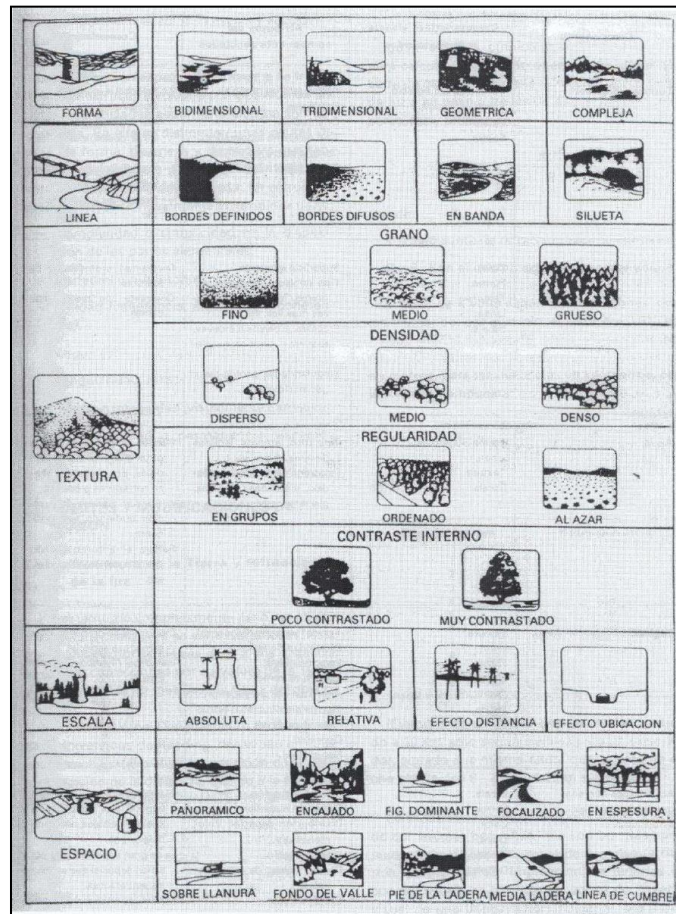 FORMA
BIDIMENSIONAL
TRIDIMENSIONAL
GEOMETRICA
COMPLEJA
LINEA
BORDES DEFINIDOS
BORDES DIFUSOS
EN BANDA
SILUETA
TEXTURA
GRANO
FINO
MEDIO
GRUESO
DENSIDAD
DISPERSO
MEDIO
DENSO
REGULARIDAD
EN GRUPOS
ORDENADO
AL AZAR
CONTRASTE INTERNO
POCO CONTRASTADO
MUY CONTRASTADO
ESCALA
ABSOLUTA
RELATIVA
EFECTO DISTANCIA
EFECTO UBICACION
ESPACIO
PANORAMICO
ENCAJADO
FIG. DOMINANTE
FOCALIZADO
EN ESPESURA
SOBRE LLANURA
FONDO DEL VALLE
PIE DE LA LADERA
MEDIA LADERA
LINEA DE CUMBRE